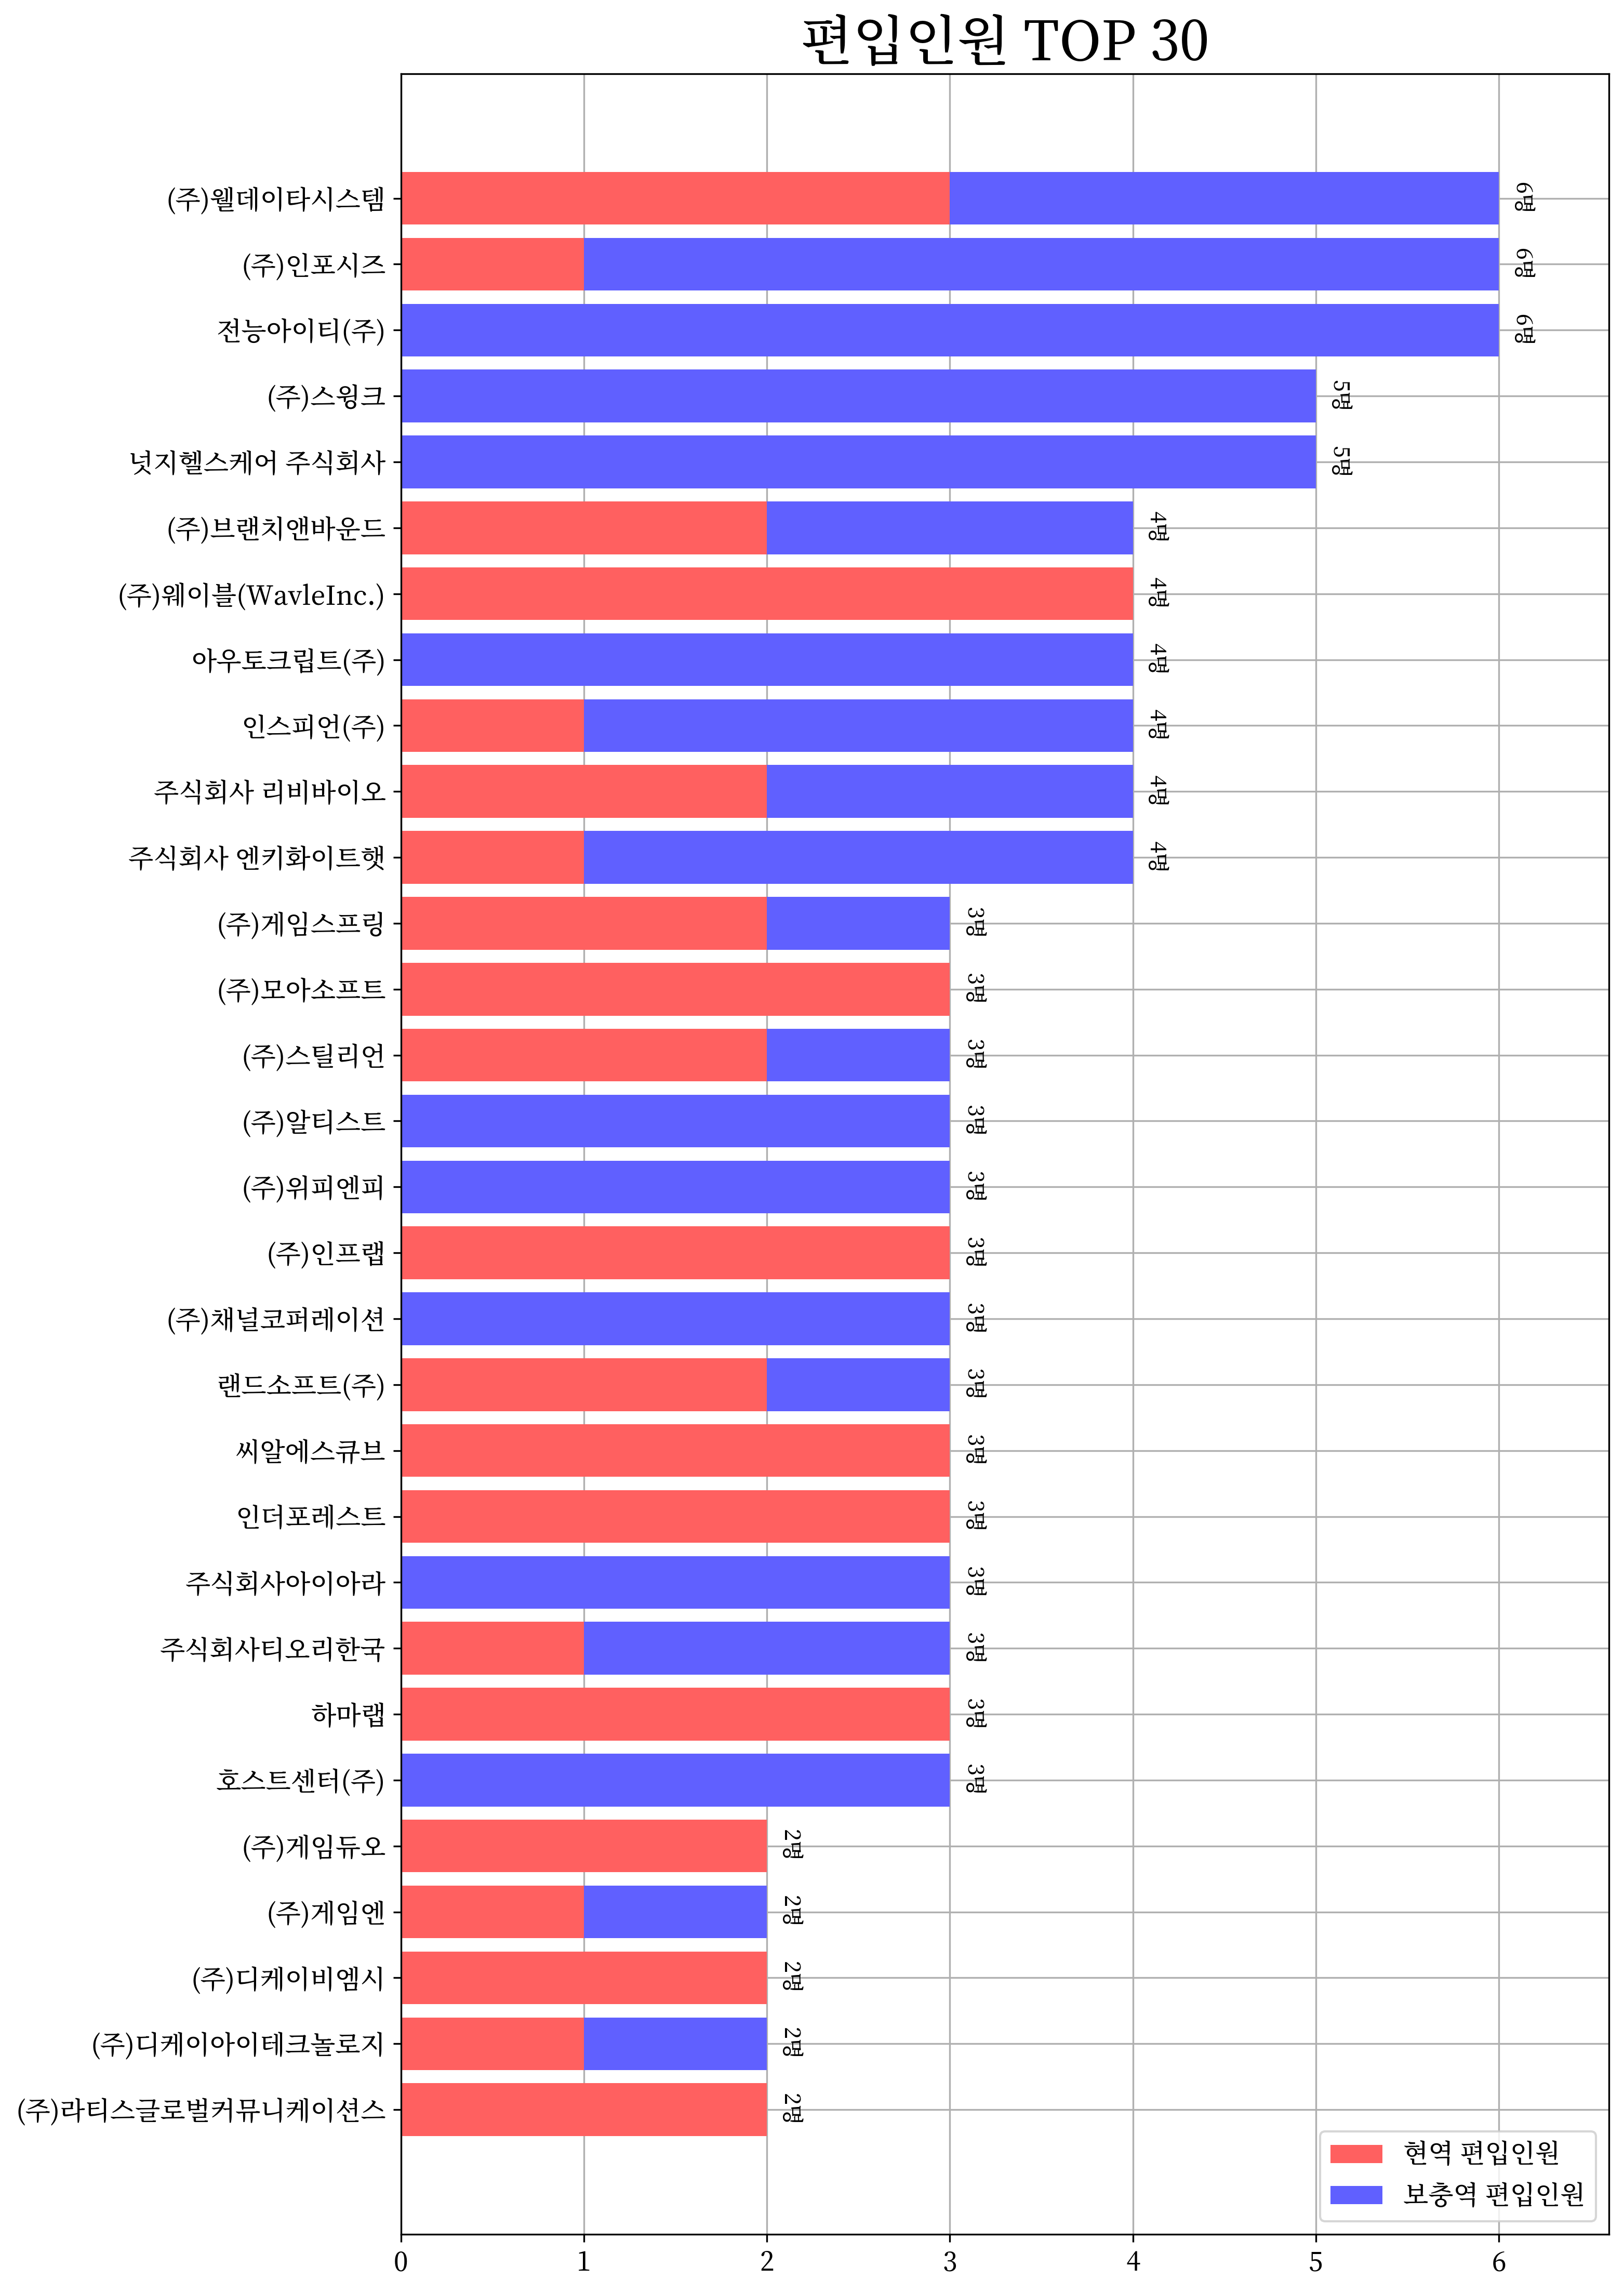 편입인원 TOP 30
(주)웰데이타시스템 6명
(주)인포시즈 6명
전능아이티(주) 6명
(주)스윙크 5명
넛지헬스케어 주식회사 5명
(주)브랜치앤바운드 4명
(주)웨이블(WavleInc.) 4명
아우토크립트(주) 4명
인스피언(주) 4명
주식회사 리비바이오 4명
주식회사 엔키화이트햇 4명
(주)게임스프링 3명
(주)모아소프트 3명
(주)스틸리언 3명
(주)알티스트 3명
(주)위피엔피 3명
(주)인프랩 3명
(주)채널코퍼레이션 3명
랜드소프트(주) 3명
씨알에스큐브 3명
인더포레스트 3명
주식회사아이아라 3명
주식회사티오리한국 3명
하마랩 3명
호스트센터(주) 3명
(주)게임듀오 2명
(주)게임엔 2명
(주)디케이비엠시 2명
(주)디케이아이테크놀로지 2명
(주)라티스글로벌커뮤니케이션스 2명
현역 편입인원
보충역 편입인원
0 1 2 3 4 5 6